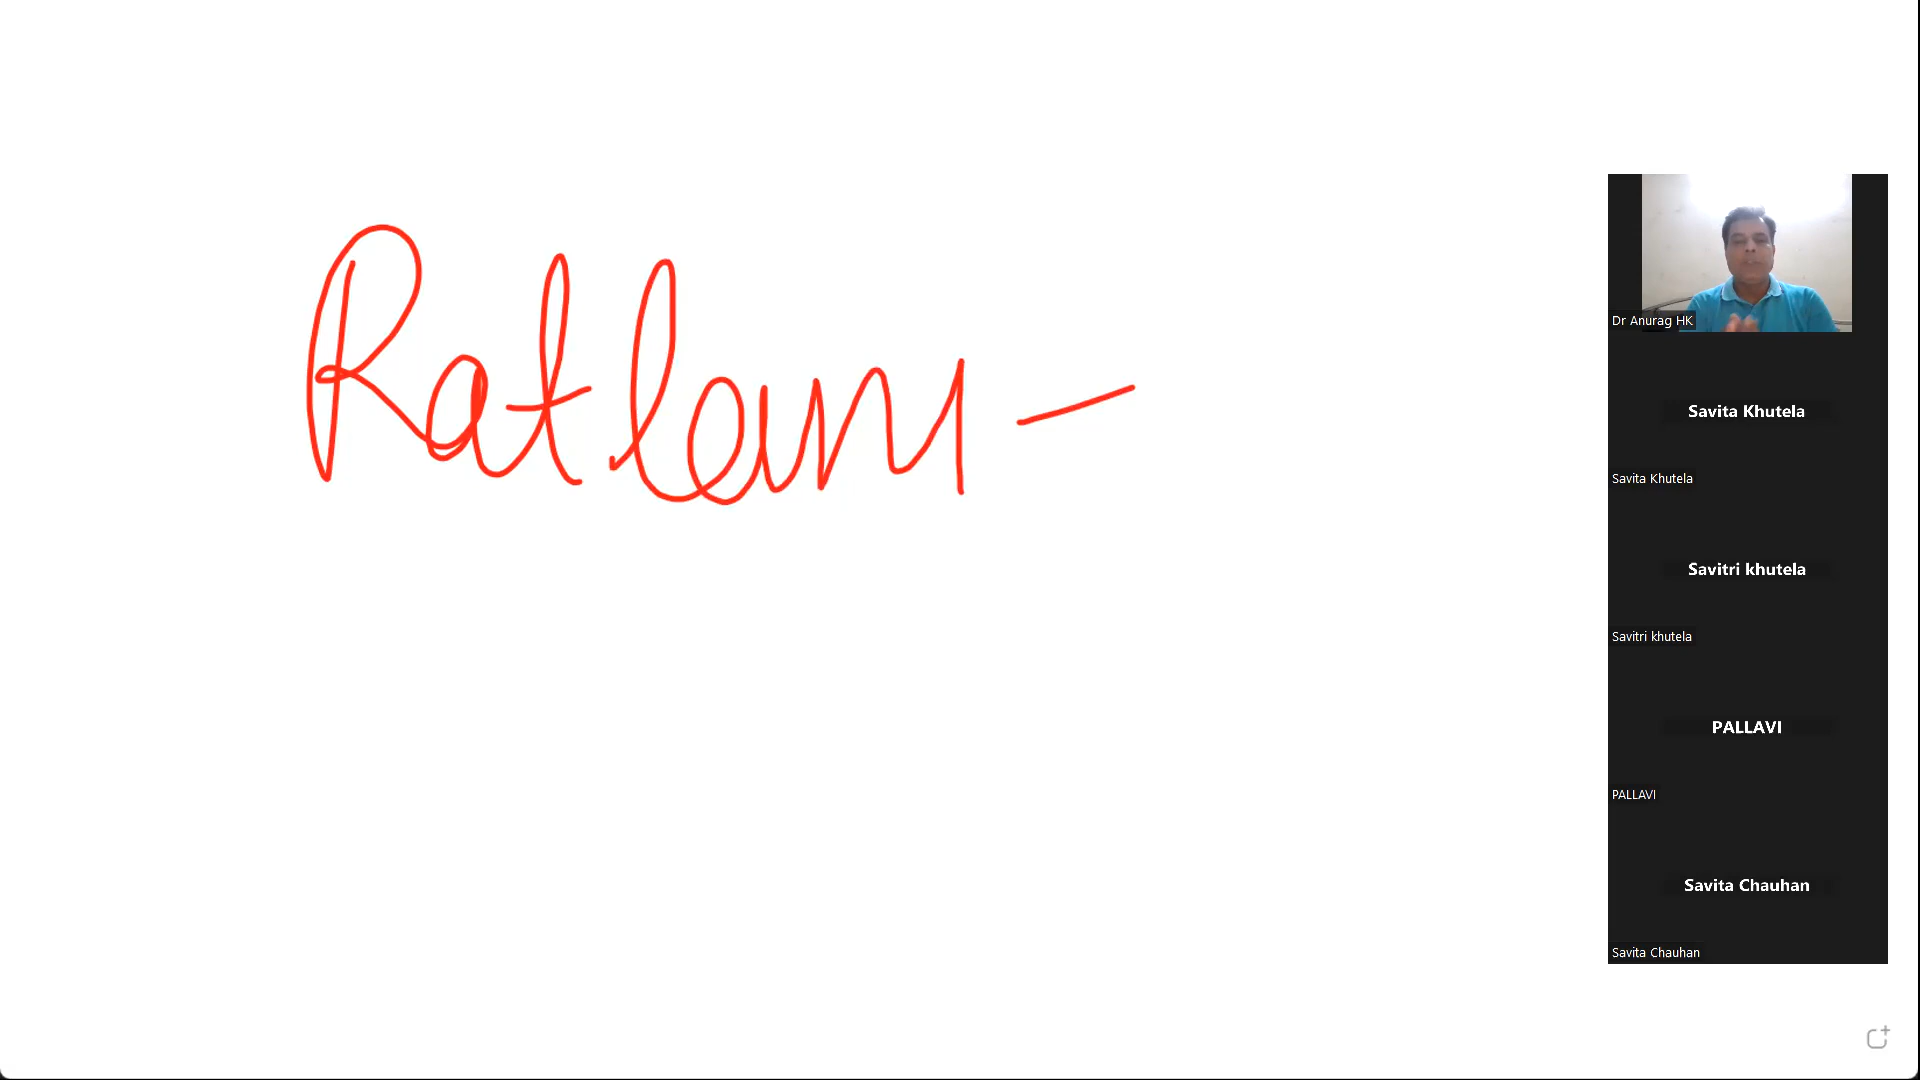 Ratlam -
Dr Anurag HK
Savita Khutela
Savita Khutela
Savitri khutela
Savitri khutela
PALLAVI
PALLAVI
Savita Chauhan
Savita Chauhan